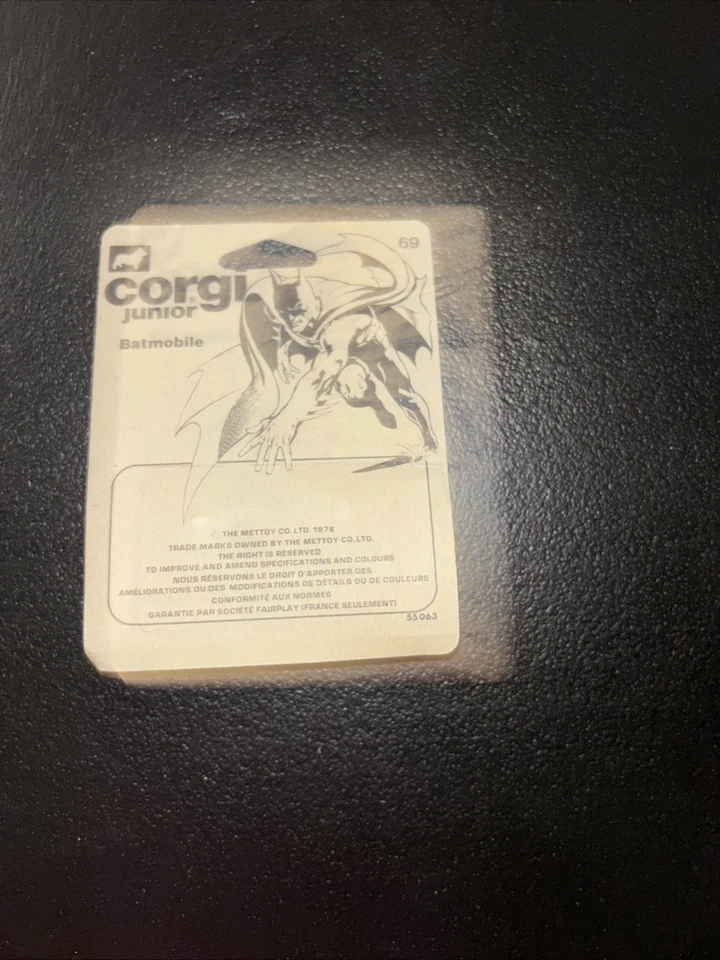 69
corgi
junior
Batmobile
THE METTOY CO. LTD. 1978
TRADE MARKS OWNED BY THE METTOY CO. LTD.
THE RIGHT IS RESERVED
TO IMPROVE AND AMEND SPECIFICATIONS AND COLOURS
NOUS RÉSERVONS LE DROIT D'APPORTER DES
AMÉLIORATIONS OU DES MODIFICATIONS DE DÉTAILS OU DE COULEURS
CONFORMITÉ AUX NORMES
GARANTIE PAR SOCIÉTÉ FAIRPLAY (FRANCE SEULEMENT)
55063